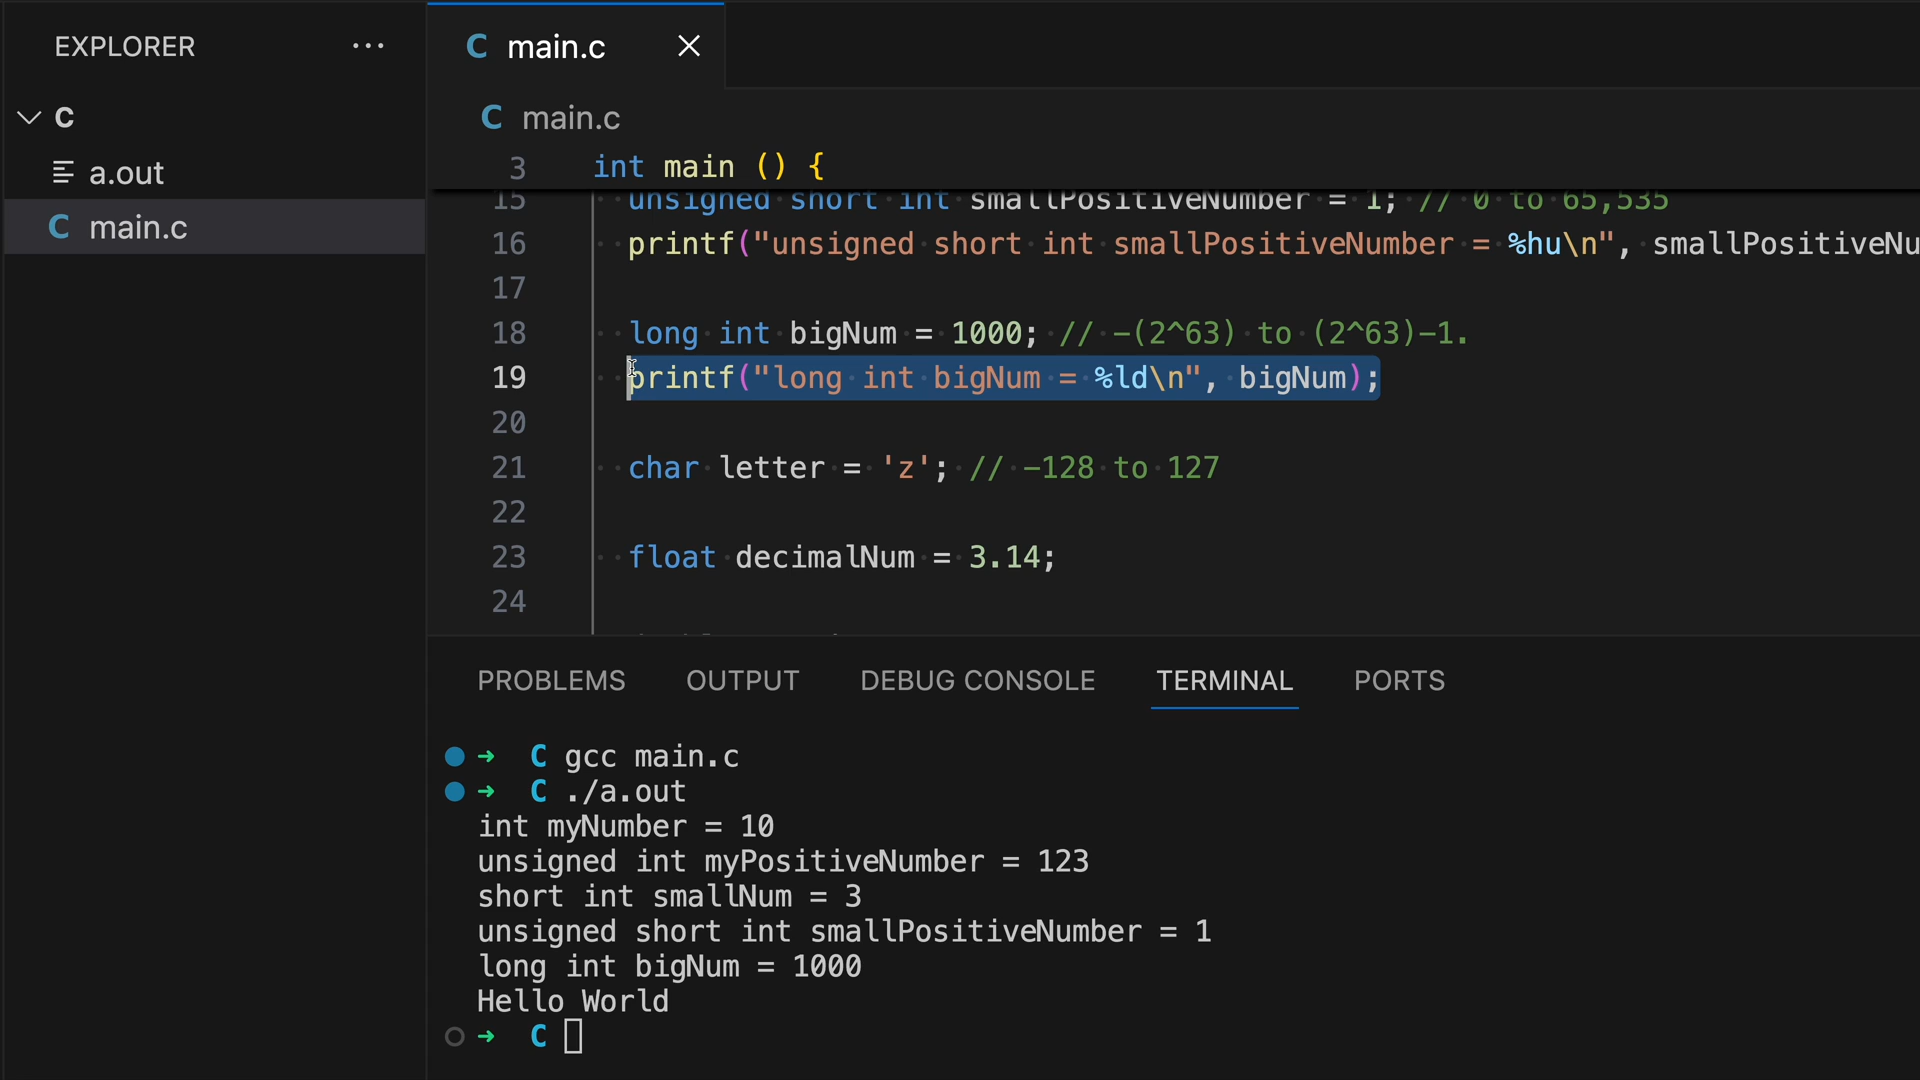 EXPLORER ···
C main.c
C
a.out
C main.c
C main.c
3 int main () {
15 unsigned short int smallPositiveNumber = 1; // 0 to 65,535
16 printf("unsigned short int smallPositiveNumber = %hu\n", smallPositiveNu
17
18 long int bigNum = 1000; // -(2^63) to (2^63)-1.
19 printf("long int bigNum = %ld\n", bigNum);
20
21 char letter = 'z'; // -128 to 127
22
23 float decimalNum = 3.14;
24
PROBLEMS OUTPUT DEBUG CONSOLE TERMINAL PORTS
➜ C gcc main.c
➜ C ./a.out
int myNumber = 10
unsigned int myPositiveNumber = 123
short int smallNum = 3
unsigned short int smallPositiveNumber = 1
long int bigNum = 1000
Hello World
➜ C